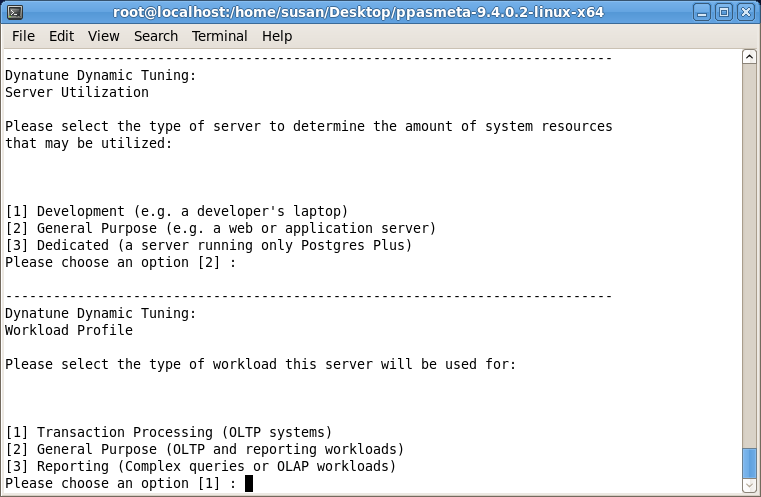 root@localhost:/home/susan/Desktop/ppasmeta-9.4.0.2-linux-x64
File Edit View Search Terminal Help
----------------------------------------------------------------------------
Dynatune Dynamic Tuning:
Server Utilization
Please select the type of server to determine the amount of system resources
that may be utilized:
[1] Development (e.g. a developer's laptop)
[2] General Purpose (e.g. a web or application server)
[3] Dedicated (a server running only Postgres Plus)
Please choose an option [2] :
----------------------------------------------------------------------------
Dynatune Dynamic Tuning:
Workload Profile
Please select the type of workload this server will be used for:
[1] Transaction Processing (OLTP systems)
[2] General Purpose (OLTP and reporting workloads)
[3] Reporting (Complex queries or OLAP workloads)
Please choose an option [1] :